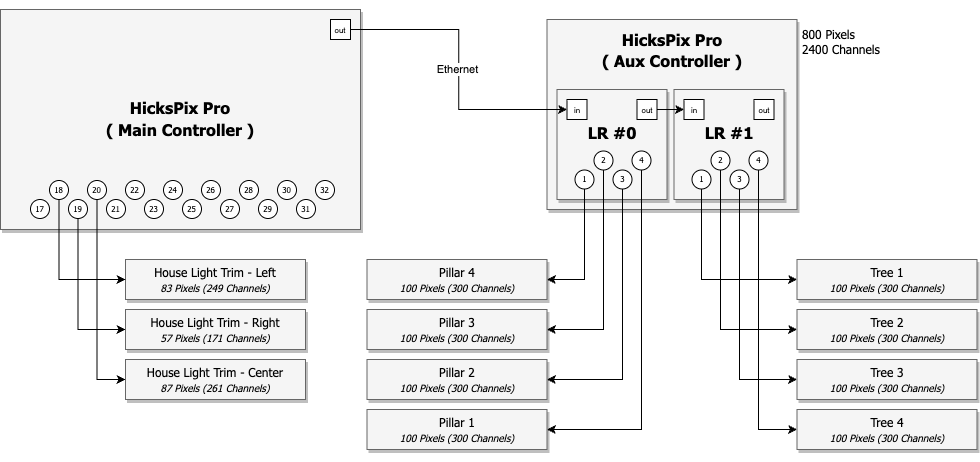 out
HicksPix Pro
( Main Controller )
18
20
22
24
26
28
30
32
17
19
21
23
25
27
29
31
Ethernet
HicksPix Pro
( Aux Controller )
800 Pixels
2400 Channels
in
out
LR #0
2
4
1
3
in
out
LR #1
2
4
1
3
House Light Trim - Left
83 Pixels (249 Channels)
House Light Trim - Right
57 Pixels (171 Channels)
House Light Trim - Center
87 Pixels (261 Channels)
Pillar 4
100 Pixels (300 Channels)
Pillar 3
100 Pixels (300 Channels)
Pillar 2
100 Pixels (300 Channels)
Pillar 1
100 Pixels (300 Channels)
Tree 1
100 Pixels (300 Channels)
Tree 2
100 Pixels (300 Channels)
Tree 3
100 Pixels (300 Channels)
Tree 4
100 Pixels (300 Channels)